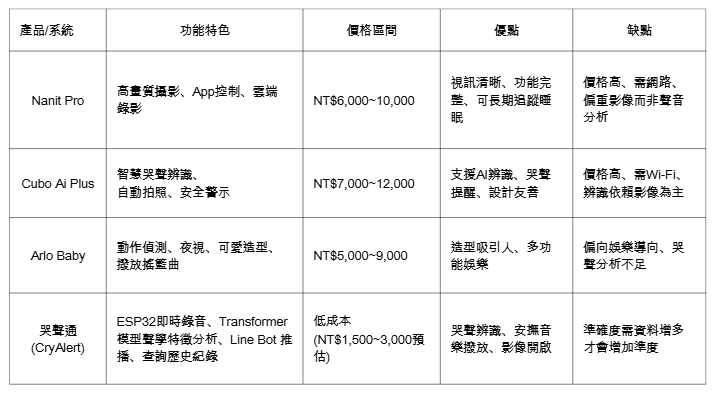 產品/系統
功能特色
價格區間
優點
缺點
Nanit Pro
高畫質攝影、App控制、雲端
錄影
NT$6,000~10,000
視訊清晰、功能完
整、可長期追蹤睡
眠
價格高、需網路、
偏重影像而非聲音
分析
Cubo Ai Plus
智慧哭聲辨識、
自動拍照、安全警示
NT$7,000~12,000
支援AI辨識、哭聲
提醒、設計友善
價格高、需Wi-Fi、
辨識依賴影像為主
Arlo Baby
動作偵測、夜視、可愛造型、
撥放搖籃曲
NT$5,000~9,000
造型吸引人、多功
能娛樂
偏向娛樂導向、哭
聲分析不足
哭聲通
(CryAlert)
ESP32即時錄音、Transformer
模型聲學特徵分析、Line Bot 推
播、查詢歷史紀錄
低成本
(NT$1,500~3,000預
估)
哭聲辨識、安撫音
樂撥放、影像開啟
準確度需資料增多
才會增加準度